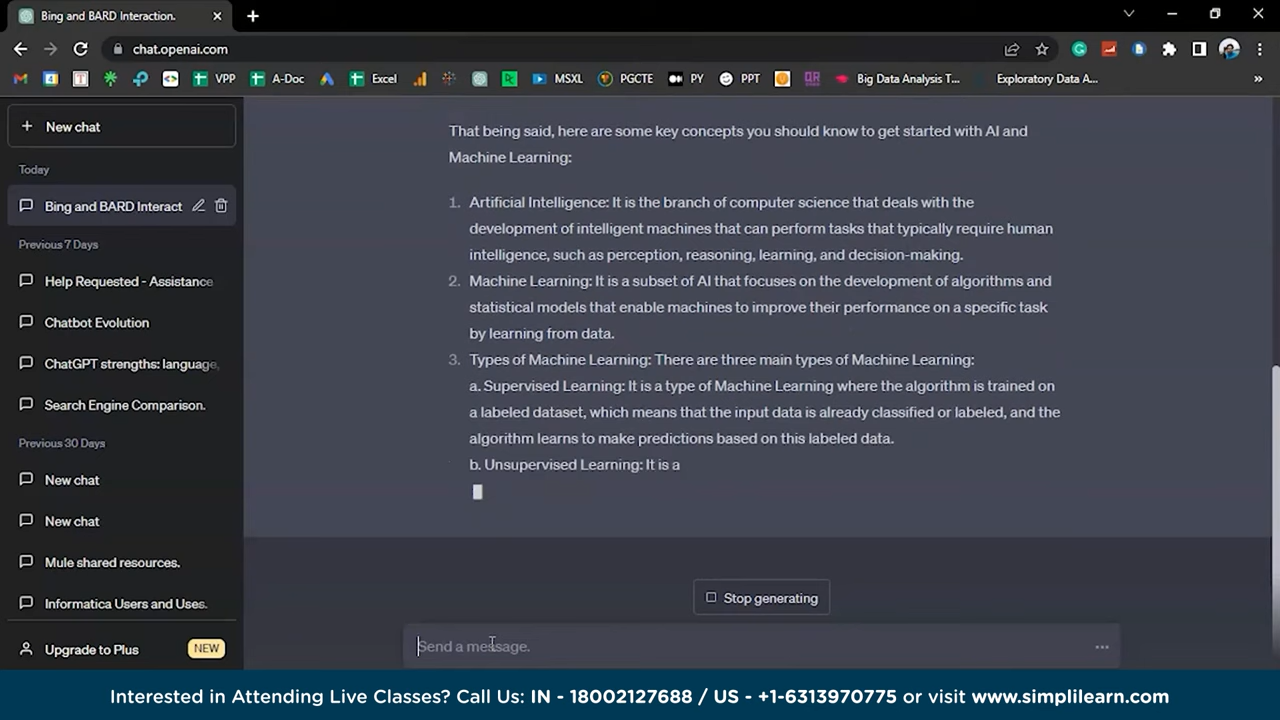 Bing and BARD Interaction.
chat.openai.com
VPP
A-Doc
Excel
MSXL
PGCTE
PY
PPT
QR
Big Data Analysis T...
Exploratory Data A...
New chat
Today
Bing and BARD Interact
Previous 7 Days
Help Requested - Assistance
Chatbot Evolution
ChatGPT strengths: language,
Search Engine Comparison.
Previous 30 Days
New chat
New chat
Mule shared resources.
Informatica Users and Uses.
Upgrade to Plus
NEW
That being said, here are some key concepts you should know to get started with AI and
Machine Learning:
1. Artificial Intelligence: It is the branch of computer science that deals with the
development of intelligent machines that can perform tasks that typically require human
intelligence, such as perception, reasoning, learning, and decision-making.
2. Machine Learning: It is a subset of AI that focuses on the development of algorithms and
statistical models that enable machines to improve their performance on a specific task
by learning from data.
3. Types of Machine Learning: There are three main types of Machine Learning:
a. Supervised Learning: It is a type of Machine Learning where the algorithm is trained on
a labeled dataset, which means that the input data is already classified or labeled, and the
algorithm learns to make predictions based on this labeled data.
b. Unsupervised Learning: It is a
Stop generating
Send a message.
Interested in Attending Live Classes? Call Us: IN - 18002127688 / US - +1-6313970775 or visit www.simplilearn.com